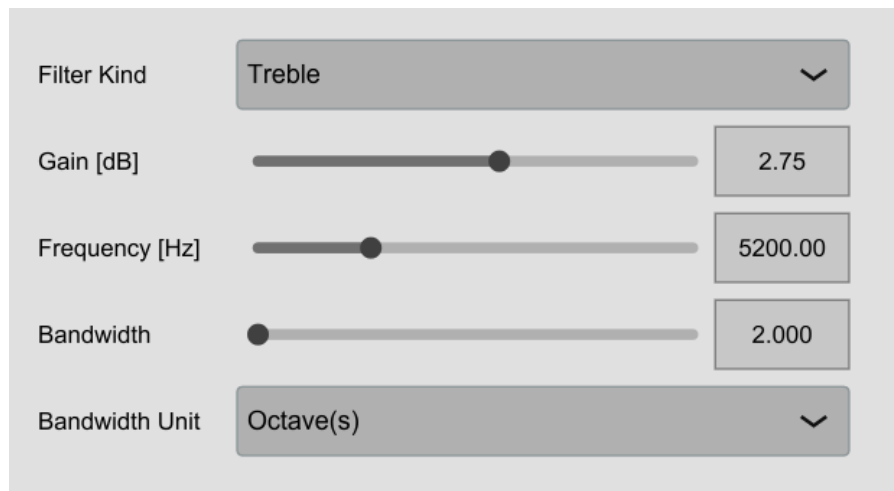 Filter Kind Treble
Gain [dB] 2.75
Frequency [Hz] 5200.00
Bandwidth 2.000
Bandwidth Unit Octave(s)